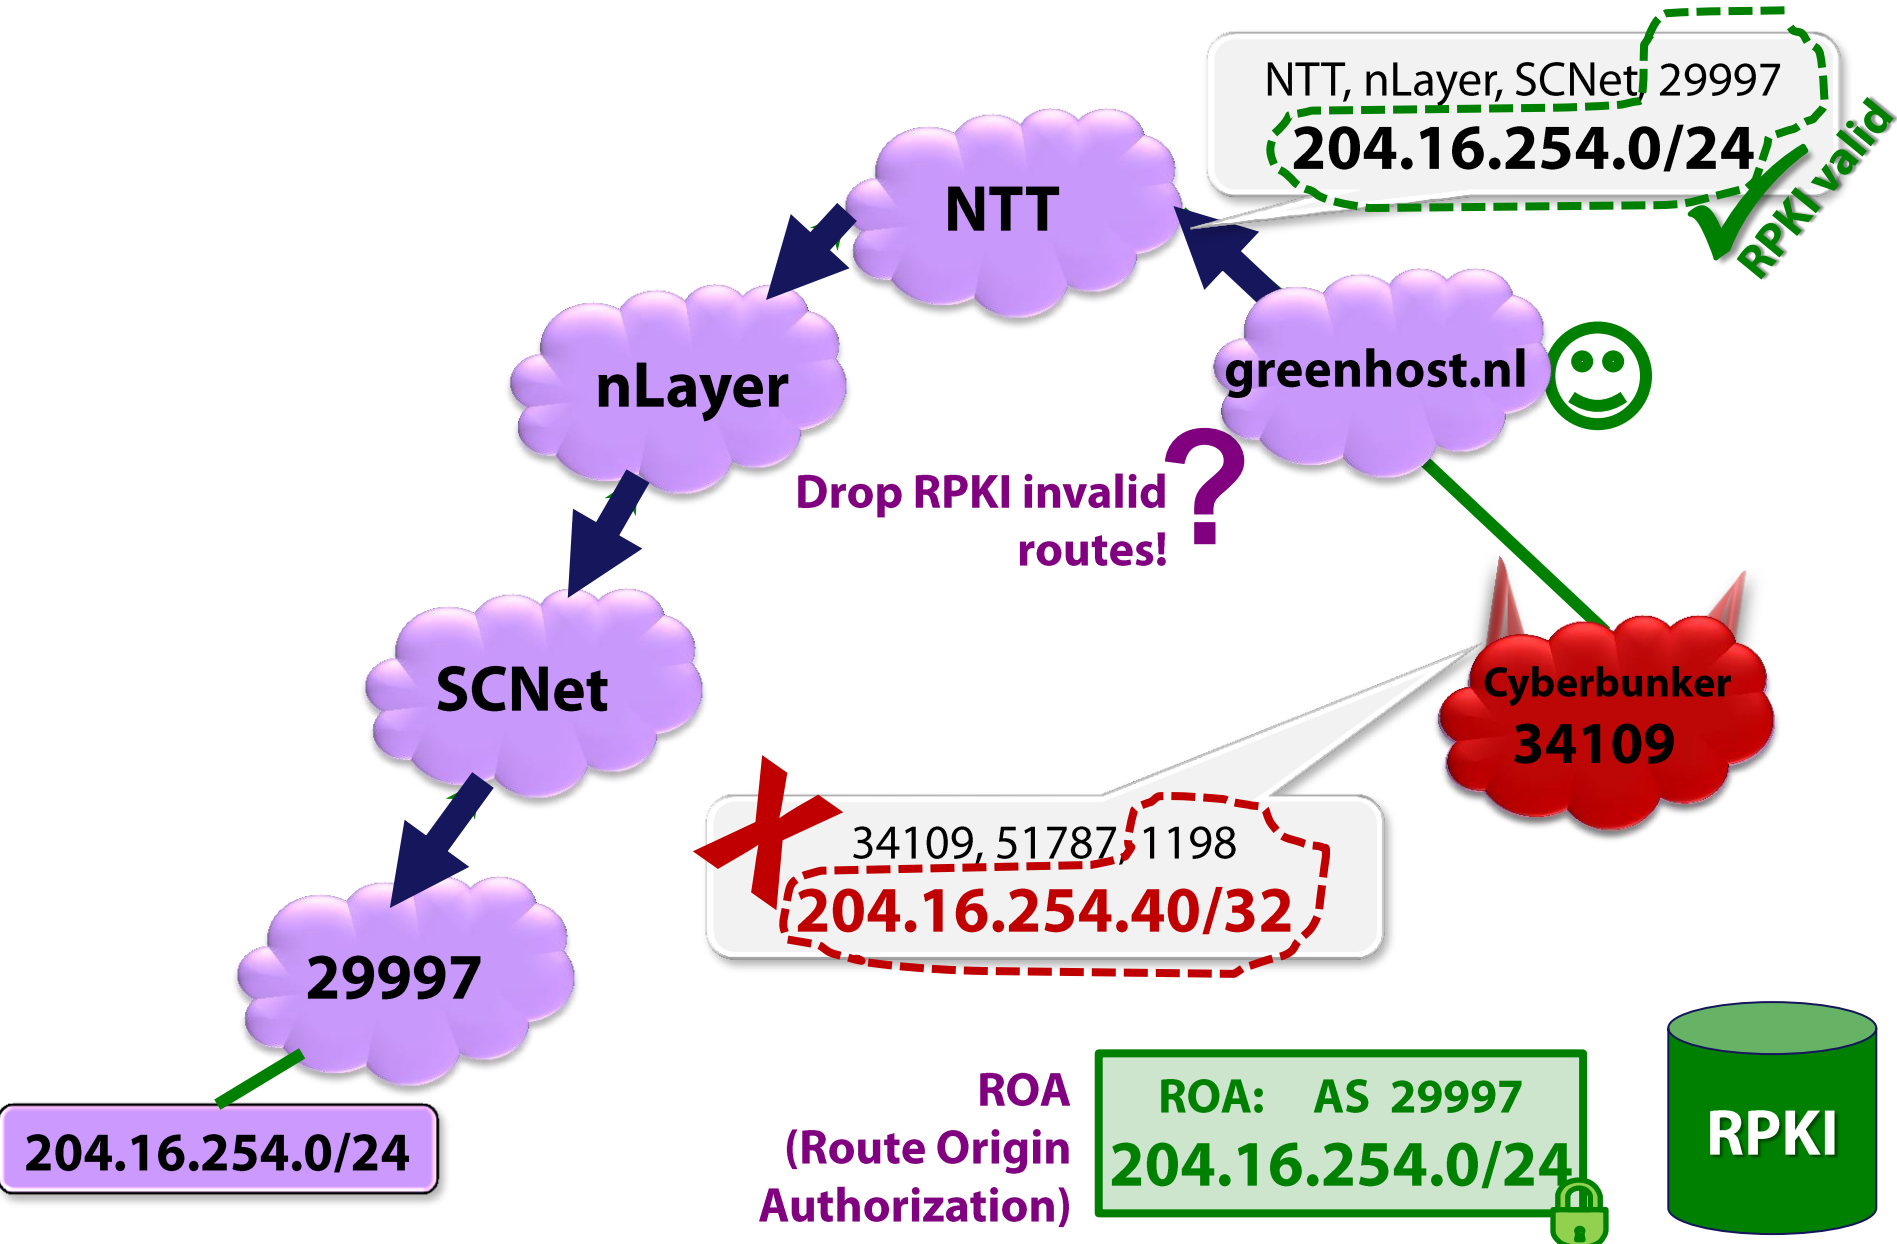 NTT, nLayer, SCNet, 29997
204.16.254.0/24
RPKI valid
NTT
nLayer
greenhost.nl
Drop RPKI invalid
routes!
?
SCNet
Cyberbunker
34109
34109, 51787, 1198
204.16.254.40/32
X
29997
204.16.254.0/24
ROA
(Route Origin
Authorization)
ROA: AS 29997
204.16.254.0/24
RPKI